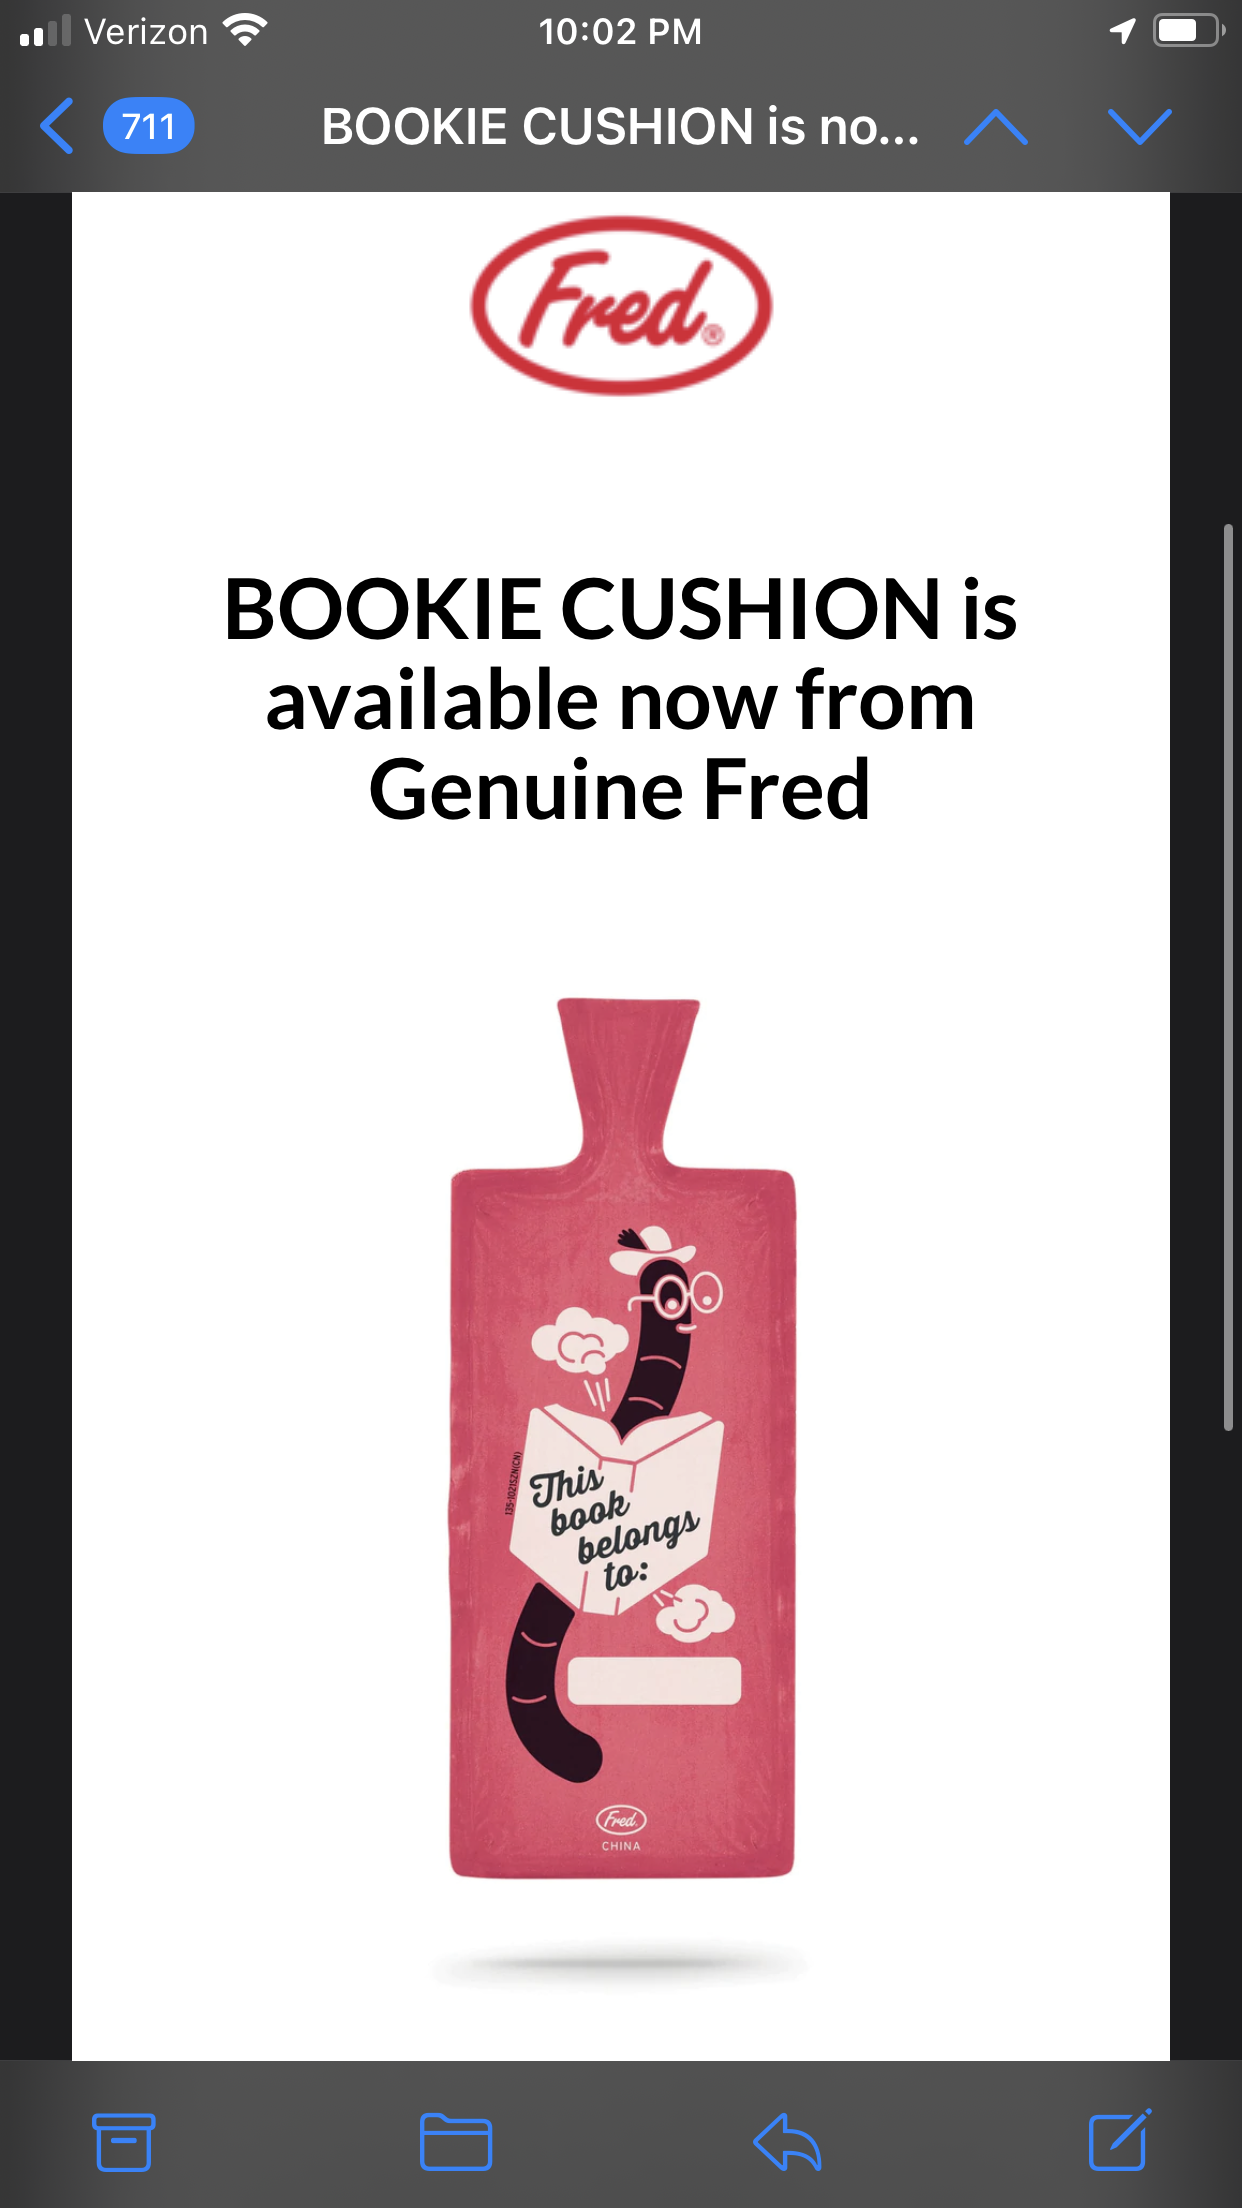 Verizon
10:02 PM
711
BOOKIE CUSHION is no...
Fred®
BOOKIE CUSHION is
available now from
Genuine Fred
135-1021SZN(CN)
This
book
belongs
to:
Fred
CHINA